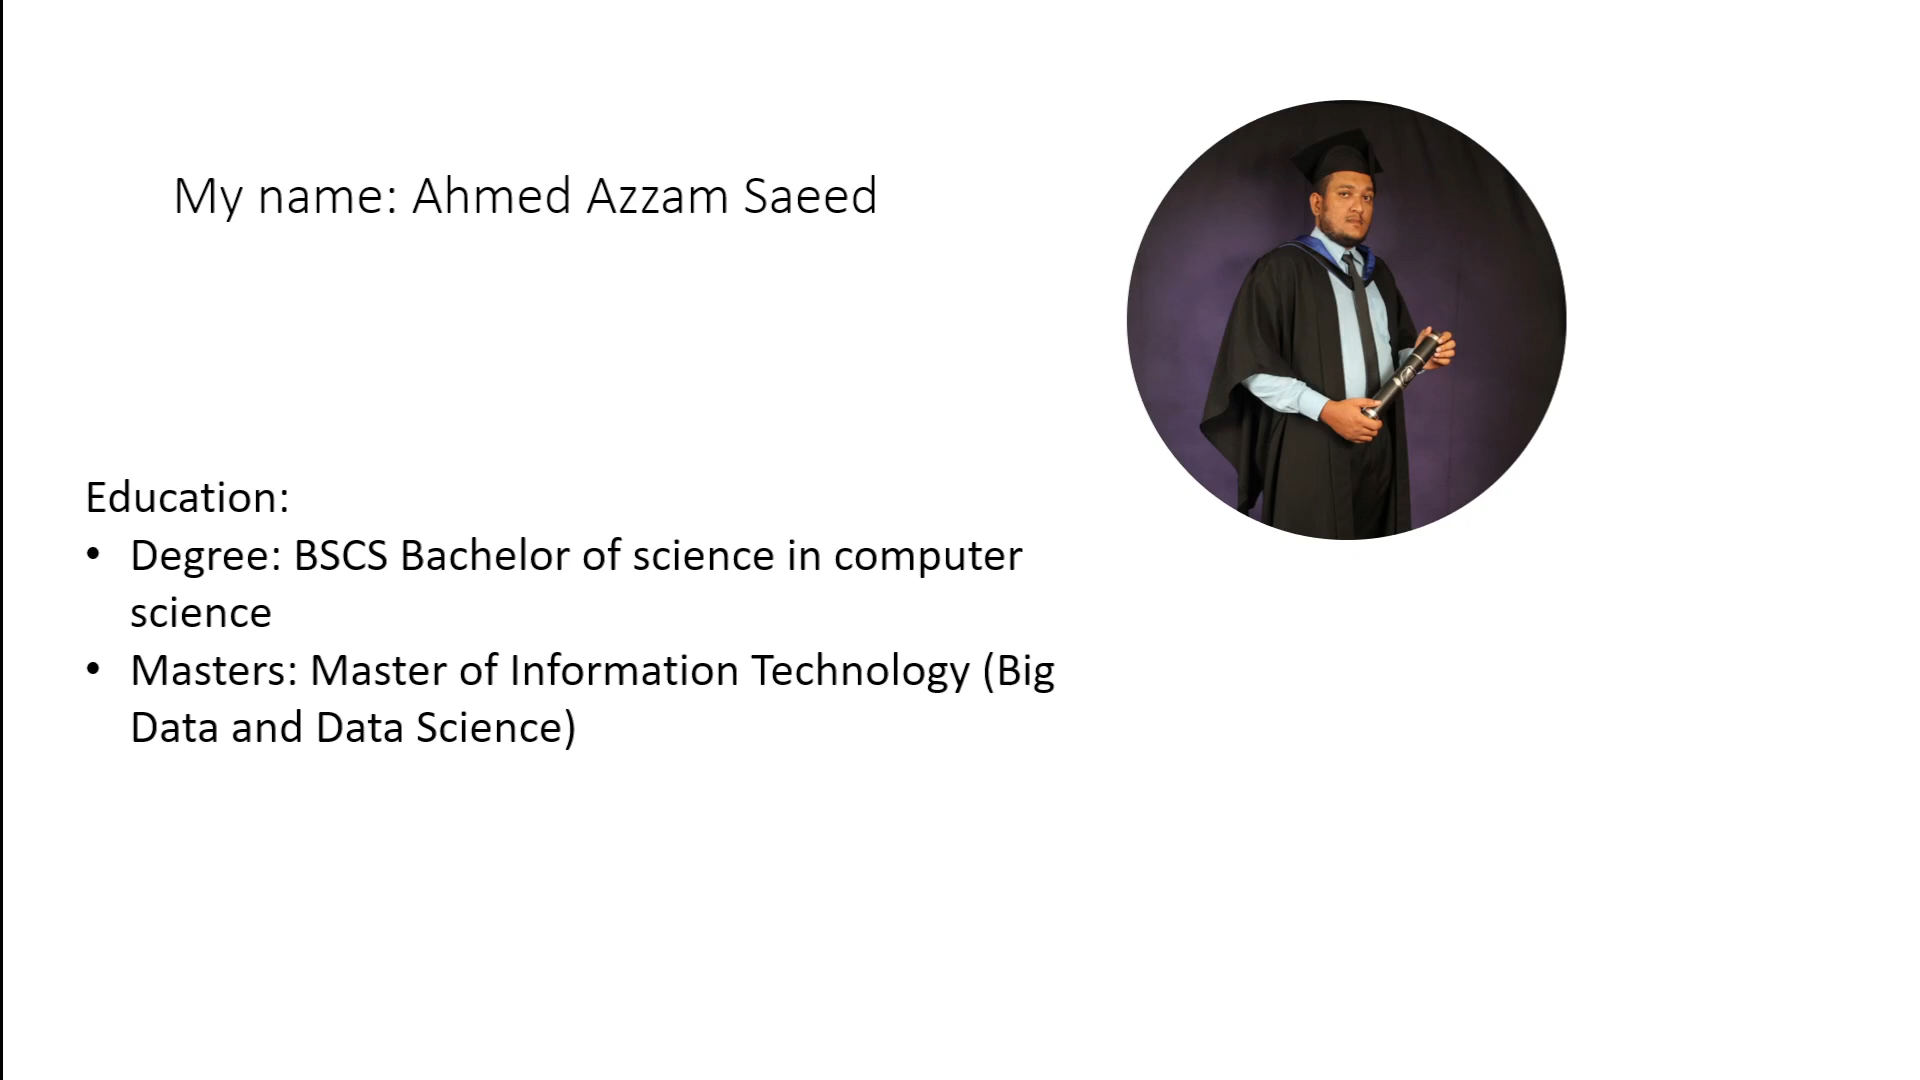 My name: Ahmed Azzam Saeed
Education:
• Degree: BSCS Bachelor of science in computer
science
• Masters: Master of Information Technology (Big
Data and Data Science)